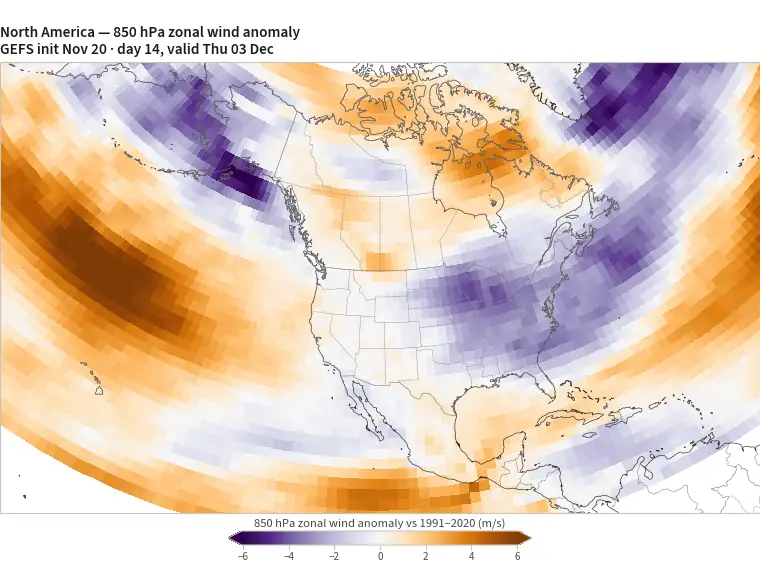 North America — 850 hPa zonal wind anomaly
GEFS init Nov 20 · day 14, valid Thu 03 Dec
850 hPa zonal wind anomaly vs 1991–2020 (m/s)
−6 −4 −2 0 2 4 6